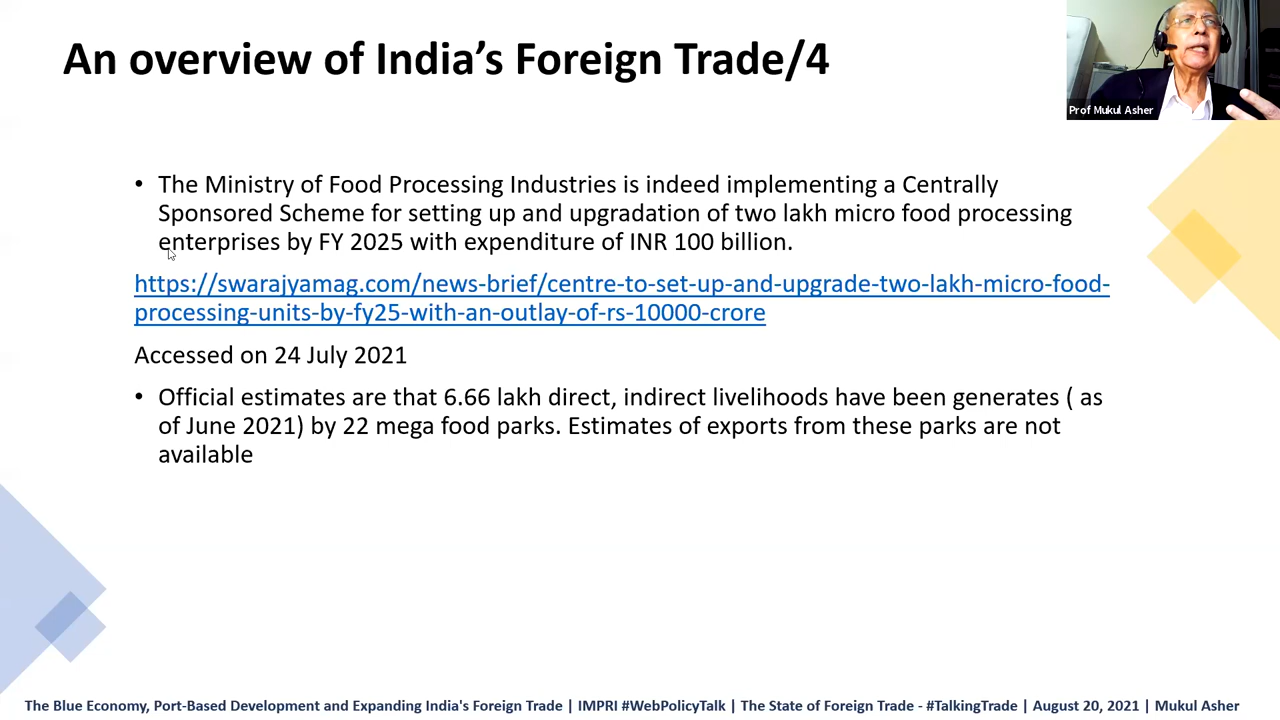 An overview of India's Foreign Trade/4
Prof Mukul Asher
• The Ministry of Food Processing Industries is indeed implementing a Centrally
Sponsored Scheme for setting up and upgradation of two lakh micro food processing
enterprises by FY 2025 with expenditure of INR 100 billion.
https://swarajyamag.com/news-brief/centre-to-set-up-and-upgrade-two-lakh-micro-food-
processing-units-by-fy25-with-an-outlay-of-rs-10000-crore
Accessed on 24 July 2021
• Official estimates are that 6.66 lakh direct, indirect livelihoods have been generates ( as
of June 2021) by 22 mega food parks. Estimates of exports from these parks are not
available
The Blue Economy, Port-Based Development and Expanding India's Foreign Trade | IMPRI #WebPolicyTalk | The State of Foreign Trade - #TalkingTrade | August 20, 2021 | Mukul Asher